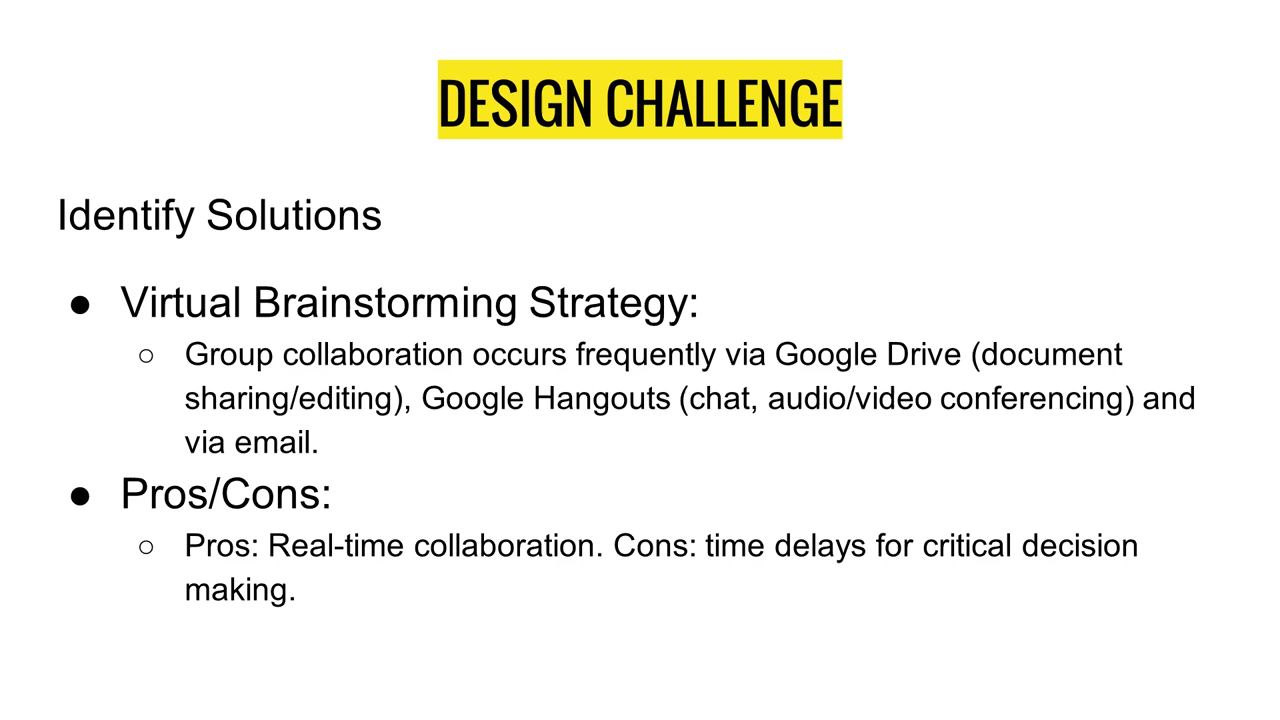 DESIGN CHALLENGE
Identify Solutions
● Virtual Brainstorming Strategy:
○ Group collaboration occurs frequently via Google Drive (document
sharing/editing), Google Hangouts (chat, audio/video conferencing) and
via email.
● Pros/Cons:
○ Pros: Real-time collaboration. Cons: time delays for critical decision
making.